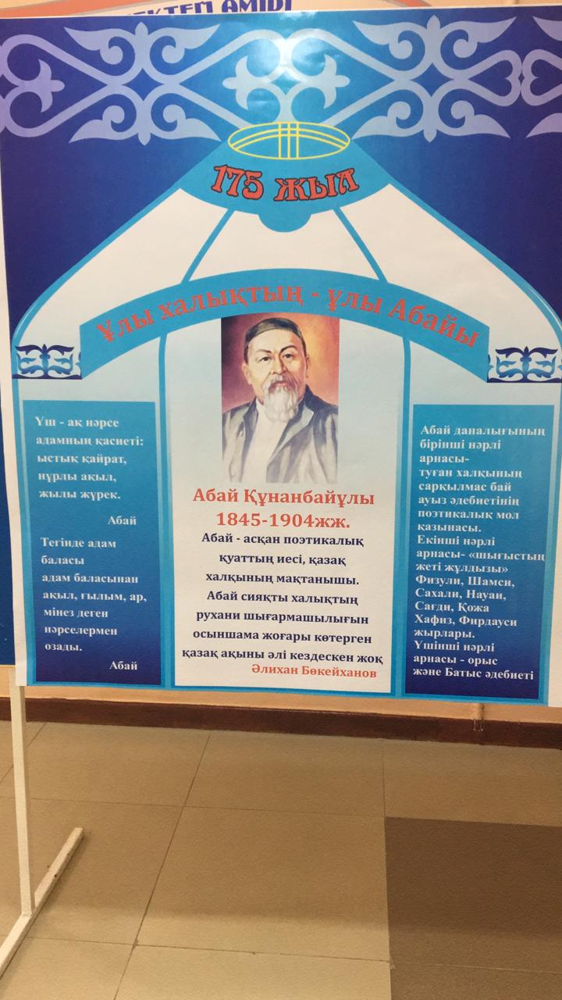 ӘМІРІ
175 ЖЫЛ
Ұлы халықтың - ұлы Абайы
Үш - ақ нәрсе
адамның қасиеті:
ыстық қайрат,
нұрлы ақыл,
жылы жүрек.
Абай
Тегінде адам
баласы
адам баласынан
ақыл, ғылым, ар,
мінез деген
нәрселермен
озады.
Абай
Абай Құнанбайұлы
1845-1904жж.
Абай - асқан поэтикалық
қуаттың иесі, қазақ
халқының мақтанышы.
Абай сияқты халықтың
рухани шығармашылығын
осыншама жоғары көтерген
қазақ ақыны әлі кездескен жоқ
Әлихан Бөкейханов
Абай даналығының
бірінші нәрлі
арнасы-
туған халқының
сарқылмас бай
ауыз әдебиетінің
поэтикалық мол
қазынасы.
Екінші нәрлі
арнасы- «шығыстың
жеті жұлдызы»
Физули, Шамси,
Сахали, Науаи,
Сағди, Қожа
Хафиз, Фирдауси
жырлары.
Үшінші нәрлі
арнасы - орыс
және Батыс әдебиеті